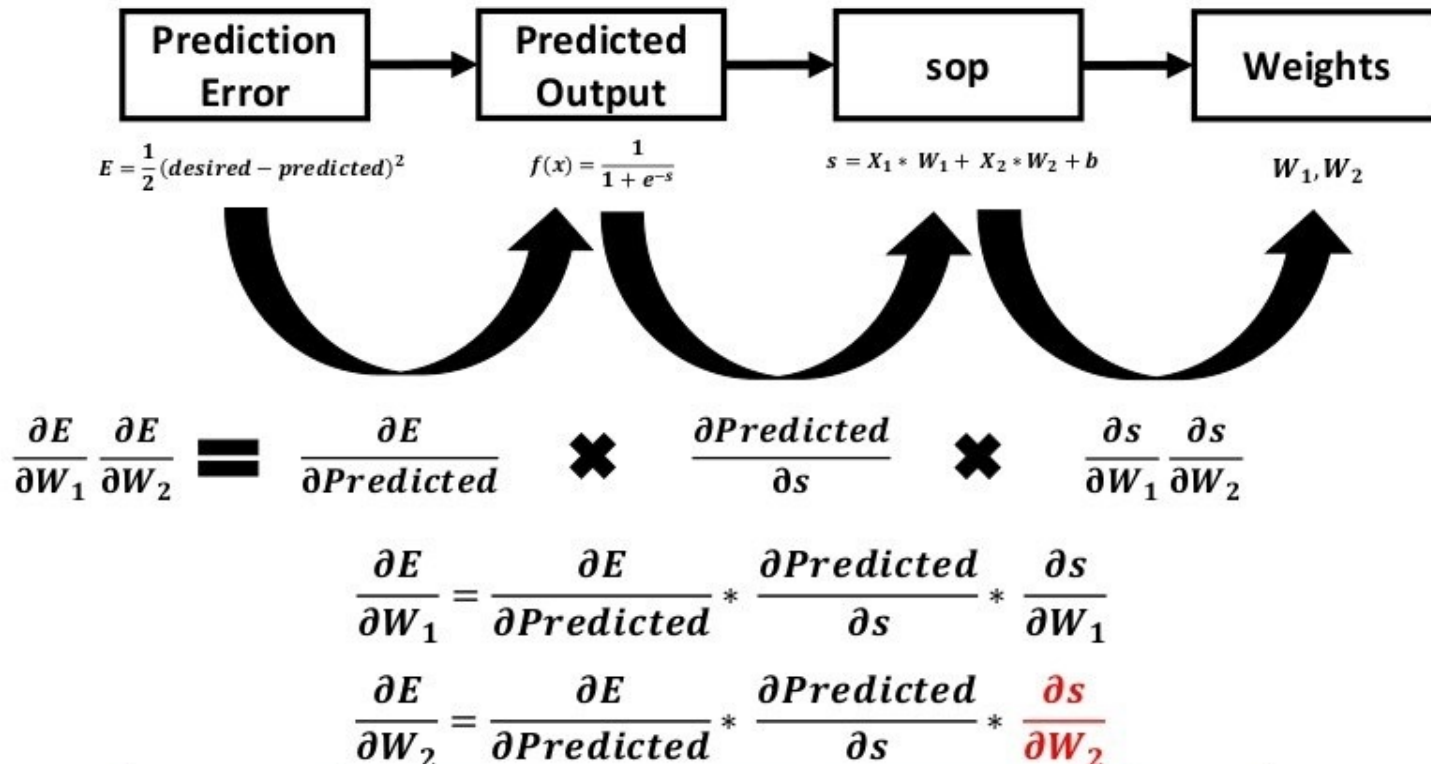 Prediction Error
Predicted Output
sop
Weights
E = 1/2 (desired − predicted)²
f(x) = 1/(1 + e⁻ˢ)
s = X₁ * W₁ + X₂ * W₂ + b
W₁, W₂
∂E/∂W₁ ∂E/∂W₂ = ∂E/∂Predicted × ∂Predicted/∂s × ∂s/∂W₁ ∂s/∂W₂
∂E/∂W₁ = ∂E/∂Predicted * ∂Predicted/∂s * ∂s/∂W₁
∂E/∂W₂ = ∂E/∂Predicted * ∂Predicted/∂s * ∂s/∂W₂